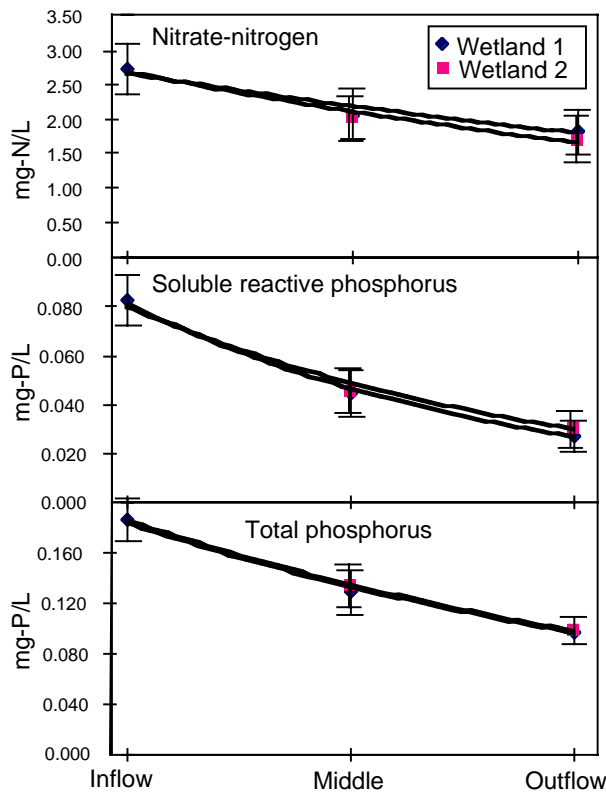 3.50
3.00
2.50
2.00
1.50
1.00
.50
.00
mg-N/L
Nitrate-nitrogen
Wetland 1
Wetland 2
0.080
0.060
0.040
0.020
0.000
mg-P/L
Soluble reactive phosphorus
0.160
0.120
0.080
0.040
0.000
mg-P/L
Total phosphorus
Inflow
Middle
Outflow